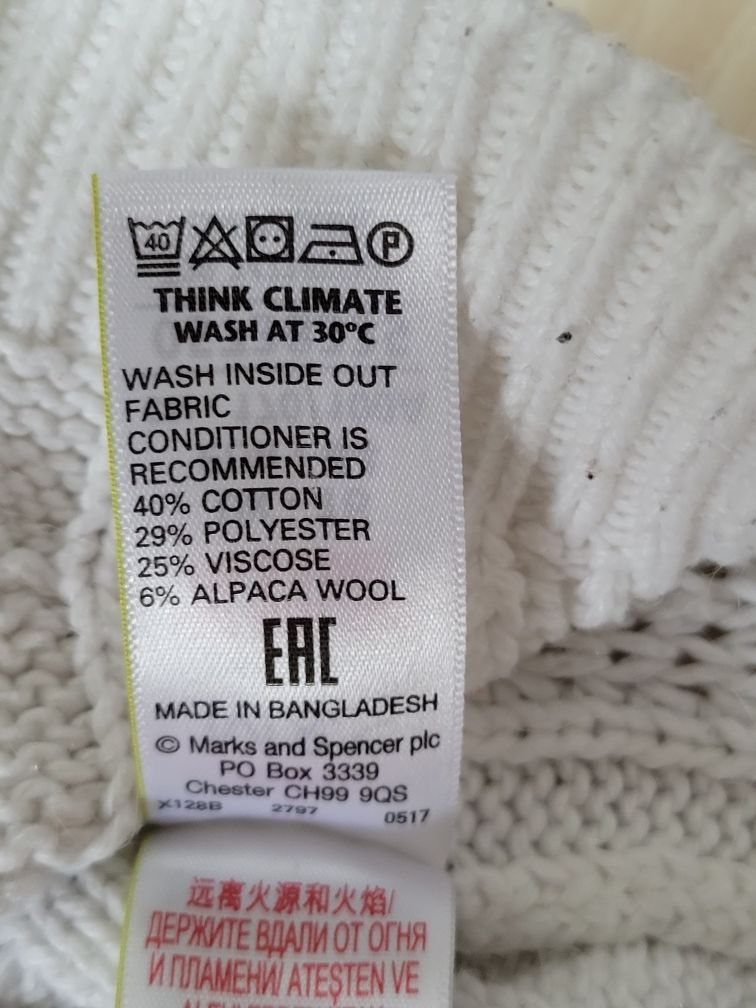 40 P
THINK CLIMATE
WASH AT 30°C
WASH INSIDE OUT
FABRIC
CONDITIONER IS
RECOMMENDED
40% COTTON
29% POLYESTER
25% VISCOSE
6% ALPACA WOOL
EAC
MADE IN BANGLADESH
© Marks and Spencer plc
PO Box 3339
Chester CH99 9QS
X128B 2797 0517
远离火源和火焰/
ДЕРЖИТЕ ВДАЛИ ОТ ОГНЯ
И ПЛАМЕНИ/ ATEŞTEN VE